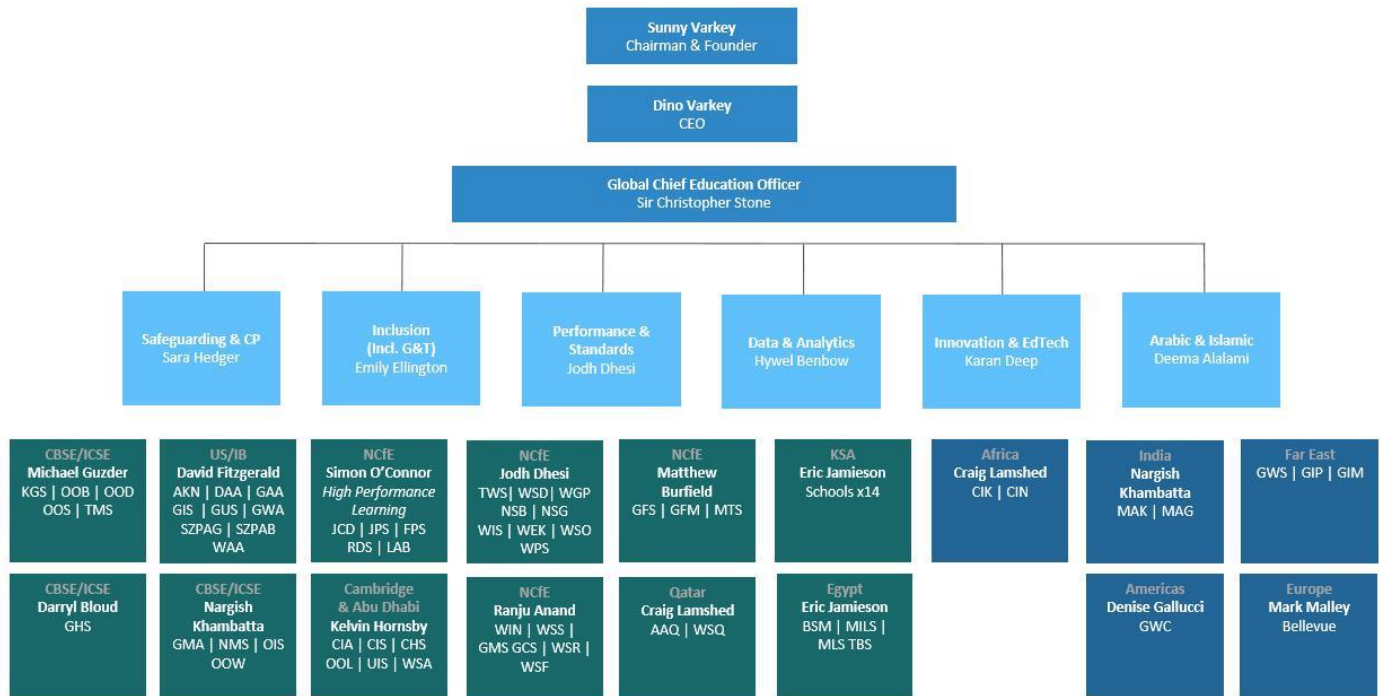 Sunny Varkey
Chairman & Founder
Dino Varkey
CEO
Global Chief Education Officer
Sir Christopher Stone
Safeguarding & CP
Sara Hedger
Inclusion
(Incl. G&T)
Emily Ellington
Performance &
Standards
Jodh Dhesi
Data & Analytics
Hywel Benbow
Innovation & EdTech
Karan Deep
Arabic & Islamic
Deema Alalami
CBSE/ICSE
Michael Guzder
KGS | OOB | OOD
OOS | TMS
US/IB
David Fitzgerald
AKN | DAA | GAA
GIS | GUS | GWA
SZPAG | SZPAB
WAA
NCfE
Simon O'Connor
High Performance
Learning
JCD | JPS | FPS
RDS | LAB
NCfE
Jodh Dhesi
TWS| WSD| WGP
NSB | NSG
WIS | WEK | WSO
WPS
NCfE
Matthew
Burfield
GFS | GFM | MTS
KSA
Eric Jamieson
Schools x14
Africa
Craig Lamshed
CIK | CIN
India
Nargish
Khambatta
MAK | MAG
Far East
GWS | GIP | GIM
CBSE/ICSE
Darryl Bloud
GHS
CBSE/ICSE
Nargish
Khambatta
GMA | NMS | OIS
OOW
Cambridge
& Abu Dhabi
Kelvin Hornsby
CIA | CIS | CHS
OOL | UIS | WSA
NCfE
Ranju Anand
WIN | WSS |
GMS GCS | WSR |
WSF
Qatar
Craig Lamshed
AAQ | WSQ
Egypt
Eric Jamieson
BSM | MILS |
MLS TBS
Americas
Denise Gallucci
GWC
Europe
Mark Malley
Bellevue